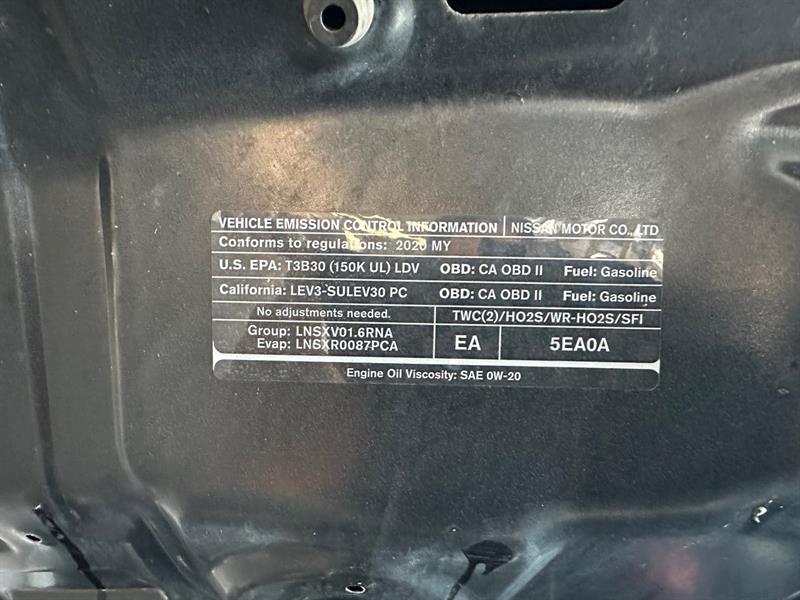 VEHICLE EMISSION CONTROL INFORMATION NISSAN MOTOR CO., LTD
Conforms to regulations: 2020 MY
U.S. EPA: T3B30 (150K UL) LDV OBD: CA OBD II Fuel: Gasoline
California: LEV3-SULEV30 PC OBD: CA OBD II Fuel: Gasoline
No adjustments needed. TWC(2)/HO2S/WR-HO2S/SFI
Group: LNSXV01.6RNA
Evap: LNSXR0087PCA
EA 5EA0A
Engine Oil Viscosity: SAE 0W-20